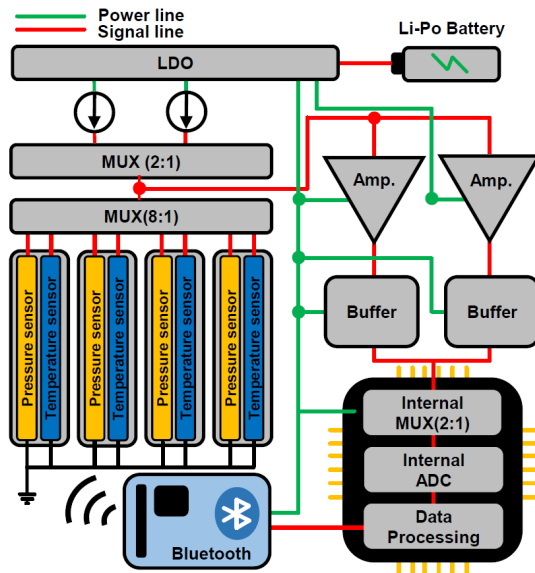 Power line
Signal line
Li-Po Battery
LDO
MUX (2:1)
MUX(8:1)
Amp.
Amp.
Pressure sensor
Temperature sensor
Pressure sensor
Temperature sensor
Pressure sensor
Temperature sensor
Pressure sensor
Temperature sensor
Buffer
Buffer
Internal
MUX(2:1)
Internal
ADC
Data
Processing
Bluetooth